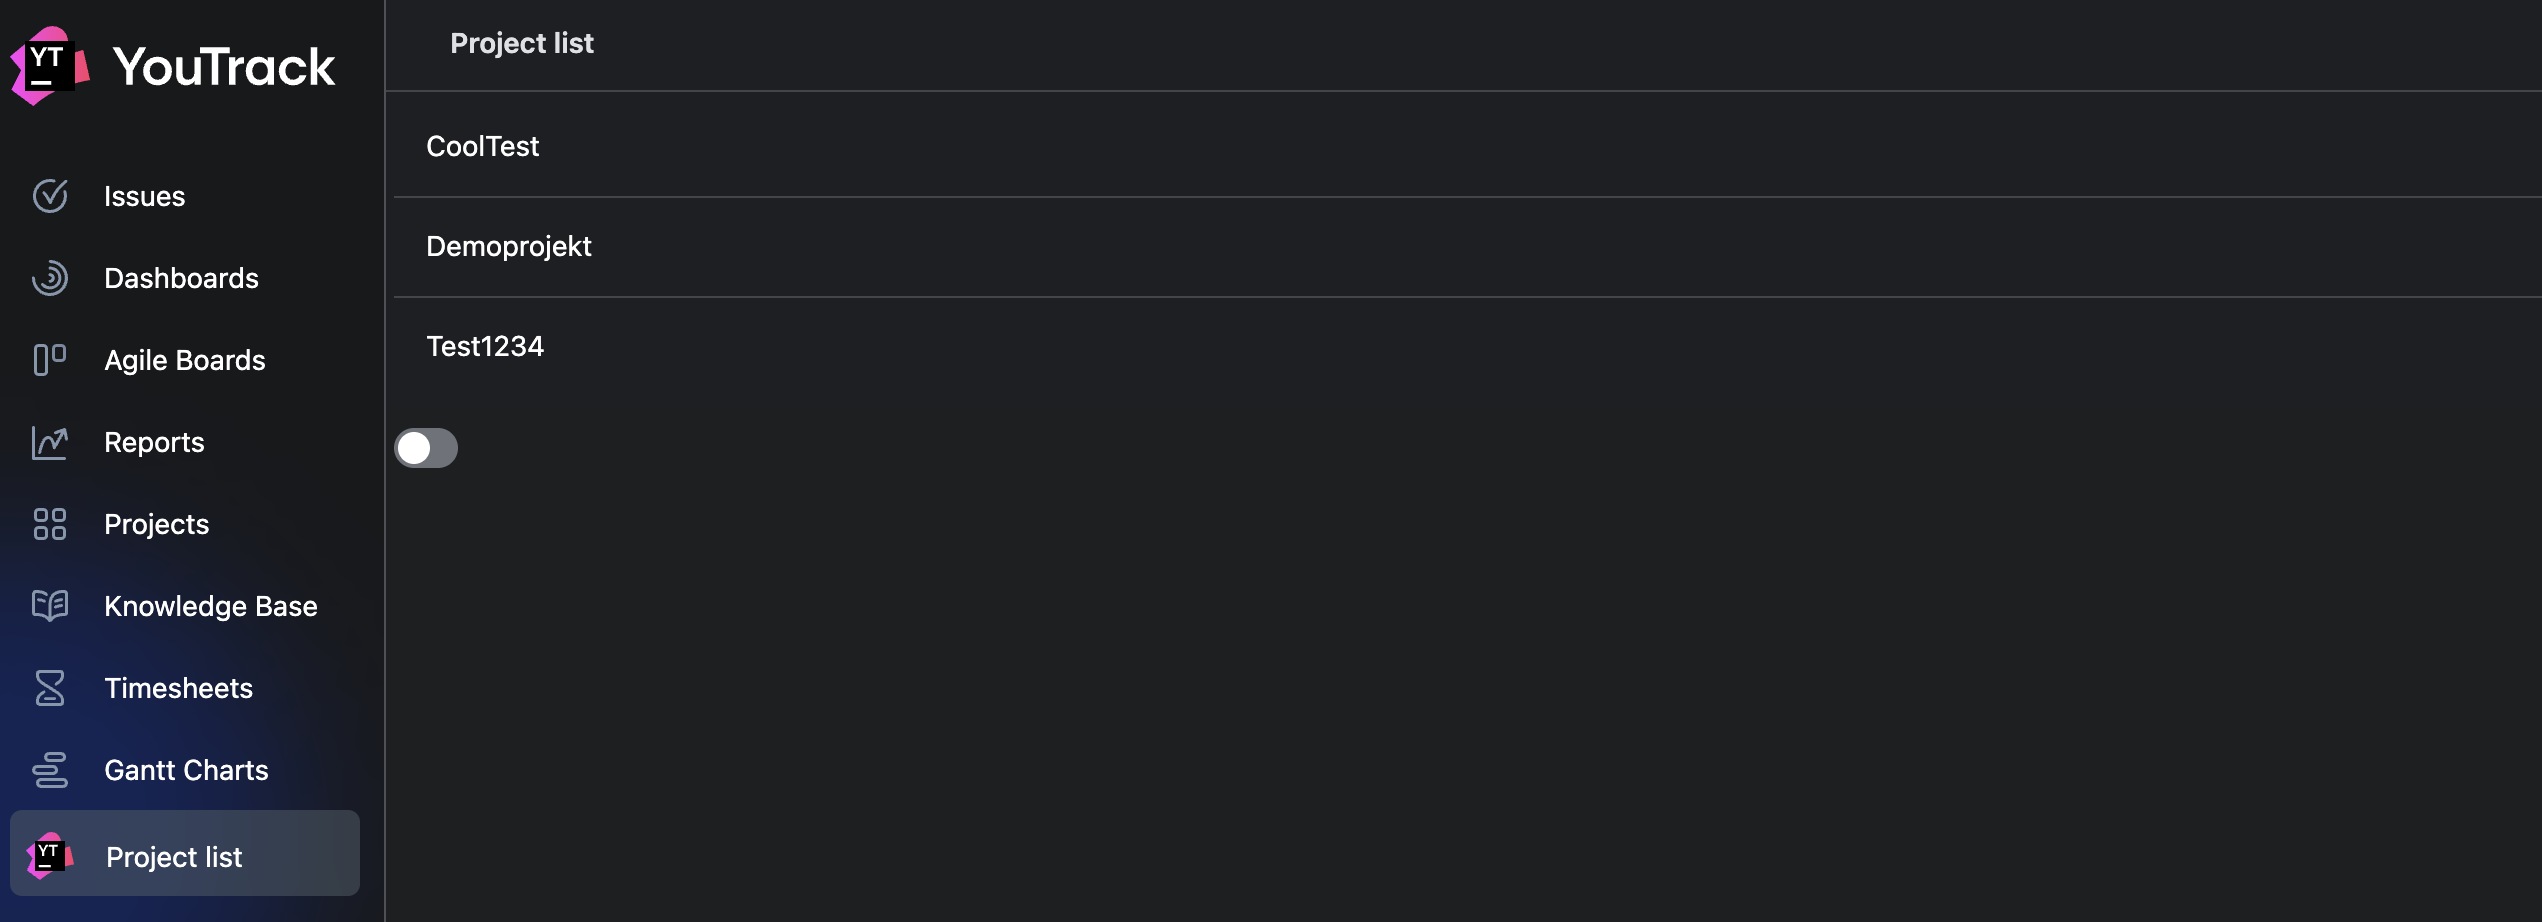 YT
YouTrack
Issues
Dashboards
Agile Boards
Reports
Projects
Knowledge Base
Timesheets
Gantt Charts
YT
Project list
Project list
CoolTest
Demoprojekt
Test1234